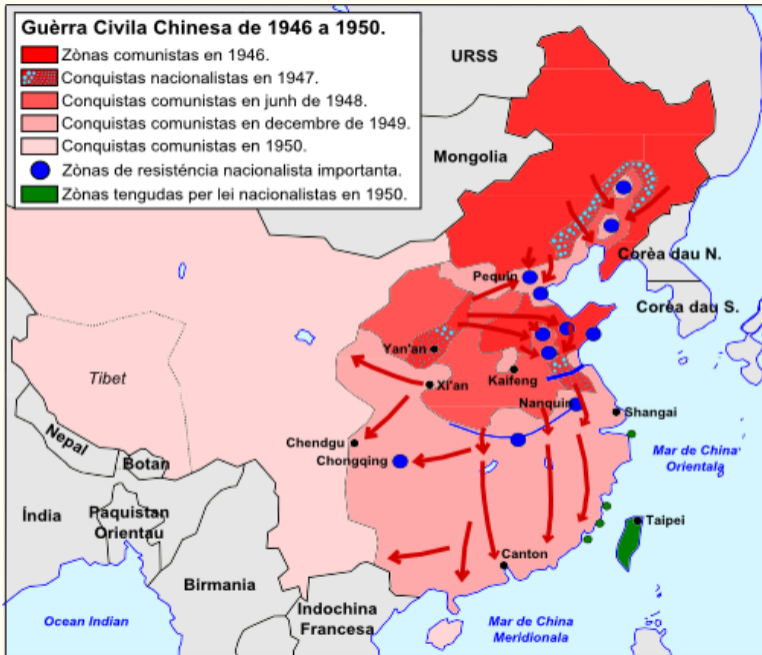 Guèrra Civila Chinesa de 1946 a 1950.
Zònas comunistas en 1946.
Conquistas nacionalistas en 1947.
Conquistas comunistas en junh de 1948.
Conquistas comunistas en decembre de 1949.
Conquistas comunistas en 1950.
Zònas de resisténcia nacionalista importanta.
Zònas tengudas per lei nacionalistas en 1950.
URSS
Mongolia
Corèa dau N.
Pequin
Corèa dau S.
Yan'an
Tibet
Kaifeng
XI'an
Nanquin
Shangai
Nepal
Chendgu
Botan
Chongqing
Mar de China
Orientala
Índia
Paquistan
Orientau
Taipei
Canton
Birmania
Indochina
Francesa
Ocean Indian
Mar de China
Meridionala